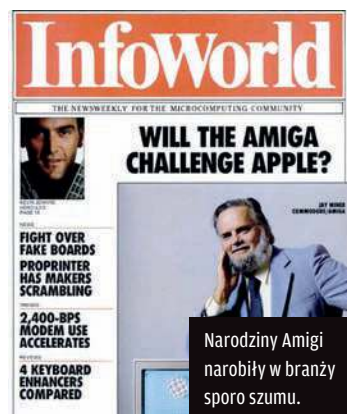 InfoWorld
THE NEWSWEEKLY FOR THE MICROCOMPUTING COMMUNITY
WILL THE AMIGA
CHALLENGE APPLE?
PAGE
JAY MINER
COMMODORE/AMIGA
NEWS
FIGHT OVER
FAKE BOARDS
PROPRINTER
HAS MAKERS
SCRAMBLING
TRENDS
2,400-BPS
MODEM USE
ACCELERATES
REVIEWS
4 KEYBOARD
ENHANCERS
COMPARED
Narodziny Amigi
narobiły w branży
sporo szumu.